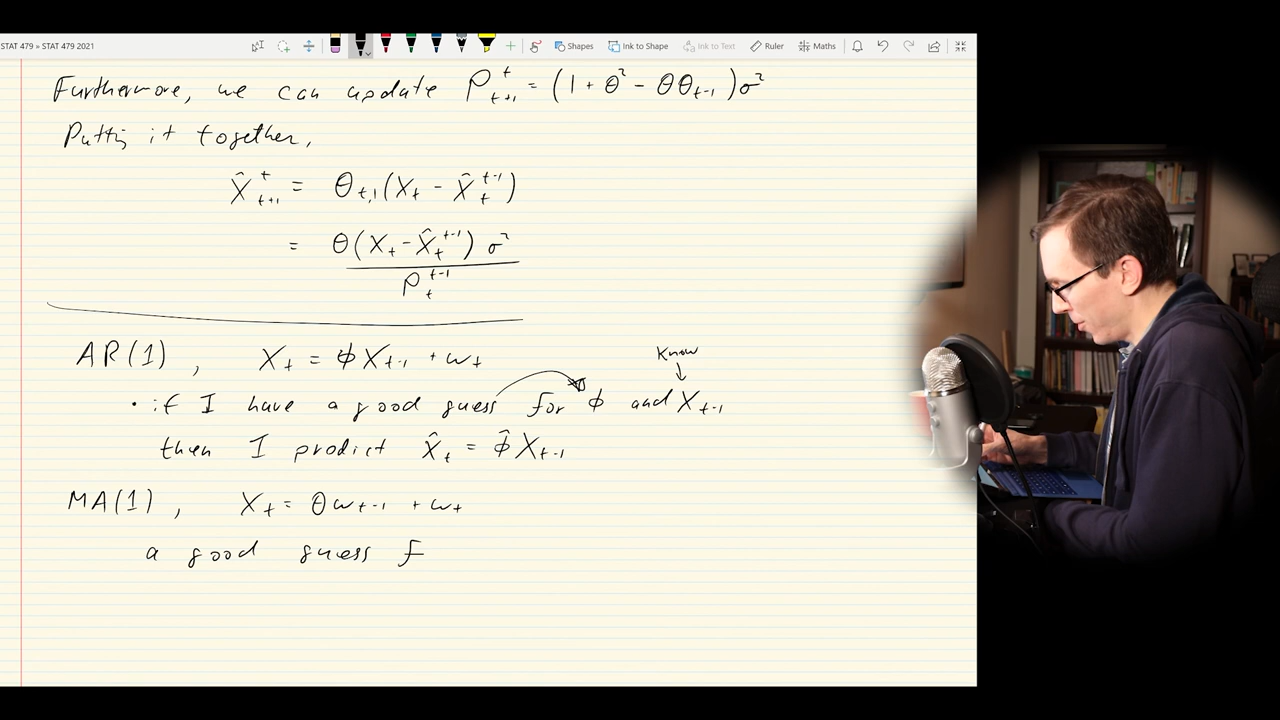 STAT 479 » STAT 479 2021
Shapes Ink to Shape Ink to Text Ruler Maths
Furthermore, we can update P^t_{t+1} = (1 + θ² - θθ_{t-1})σ²
Putting it together,
X̂^t_{t+1} = θ_{t,1}(X_t - X̂^{t-1}_t)
= θ(X_t - X̂^{t-1}_t)σ² / P^{t-1}_t
AR(1), X_t = ϕX_{t-1} + w_t
Know
• if I have a good guess for ϕ and X_{t-1}
then I predict X̂_t = ϕ̂X_{t-1}
MA(1), X_t = θw_{t-1} + w_t
a good guess f